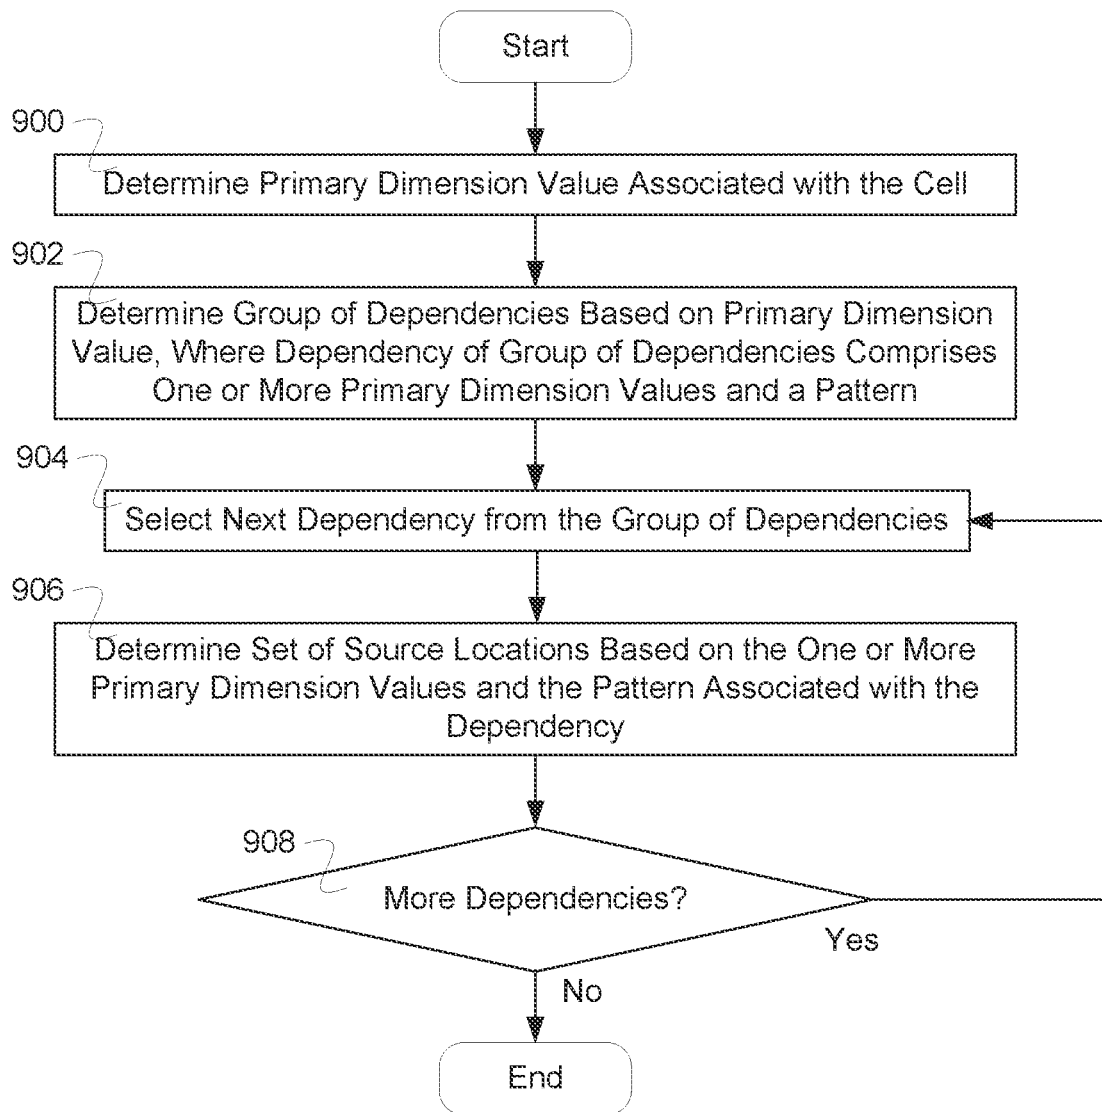 Start
900
Determine Primary Dimension Value Associated with the Cell
902
Determine Group of Dependencies Based on Primary Dimension
Value, Where Dependency of Group of Dependencies Comprises
One or More Primary Dimension Values and a Pattern
904
Select Next Dependency from the Group of Dependencies
906
Determine Set of Source Locations Based on the One or More
Primary Dimension Values and the Pattern Associated with the
Dependency
908
More Dependencies?
Yes
No
End